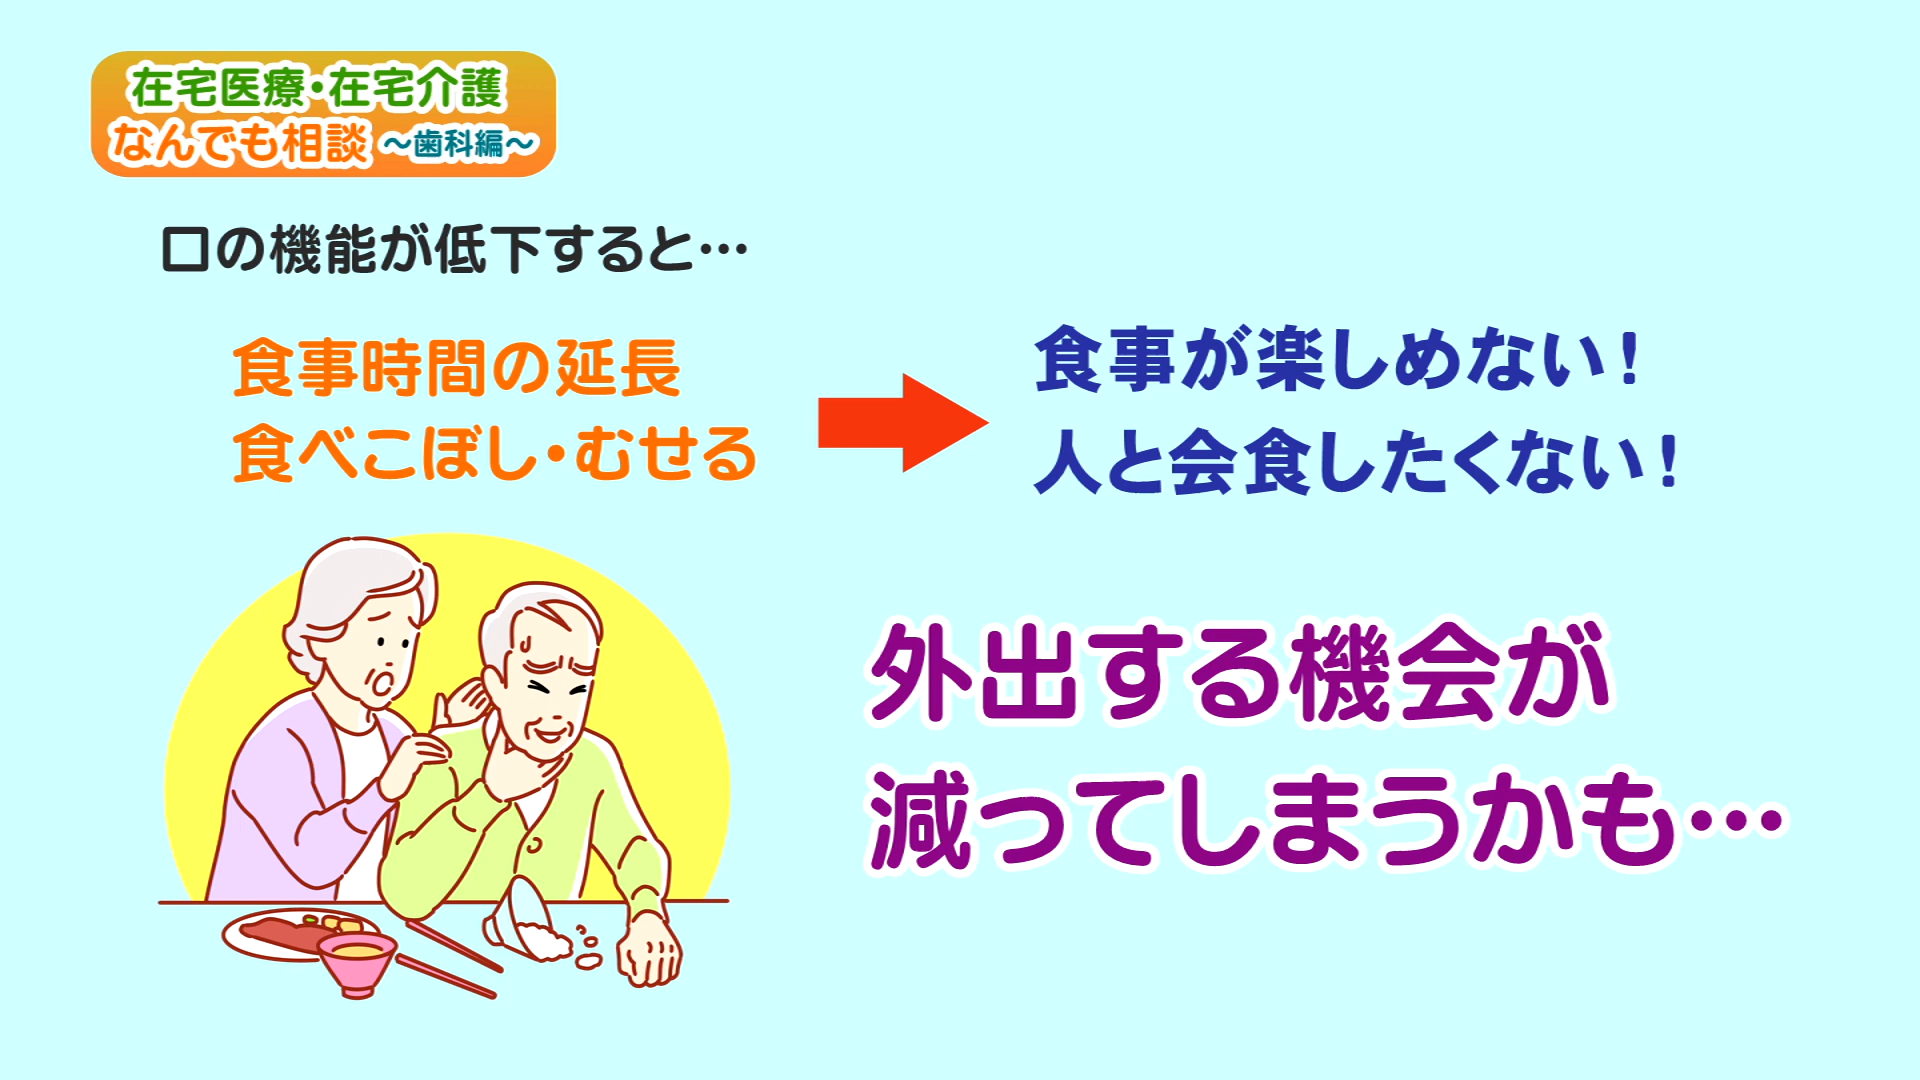 在宅医療・在宅介護
なんでも相談 ～歯科編～
口の機能が低下すると…
食事時間の延長
食べこぼし・むせる
食事が楽しめない！
人と会食したくない！
外出する機会が
減ってしまうかも…